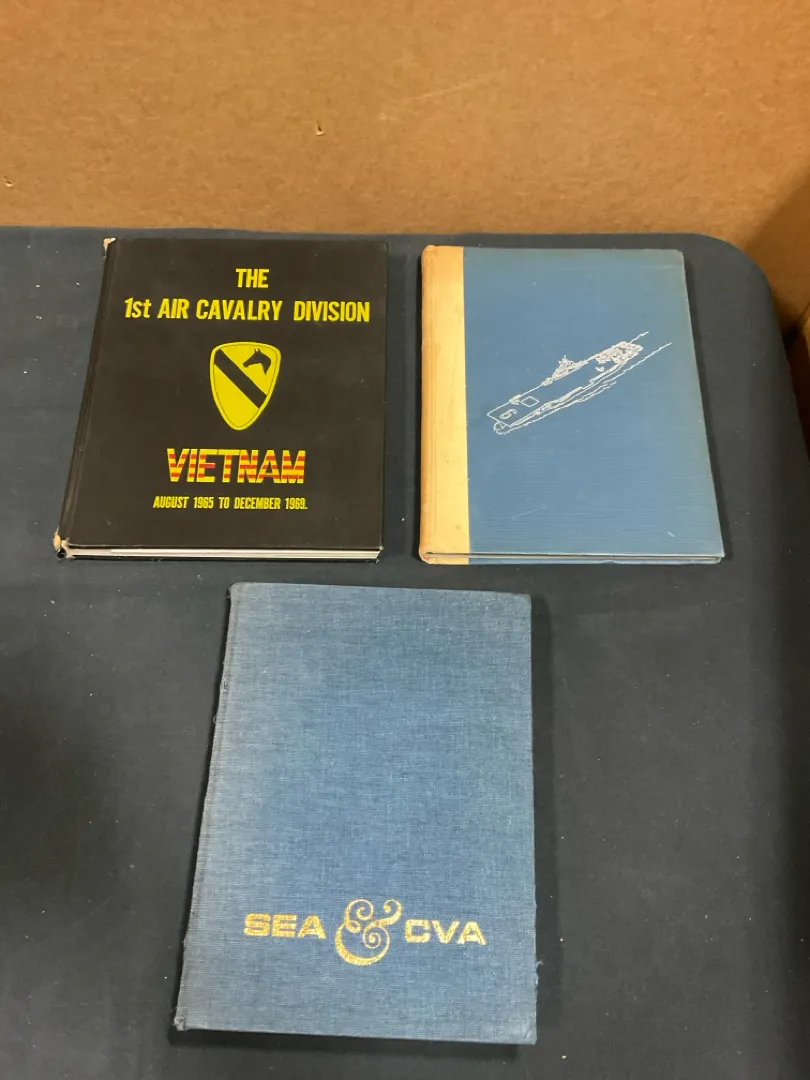 THE
1st AIR CAVALRY DIVISION
VIETNAM
AUGUST 1965 TO DECEMBER 1969.
SEA & CVA